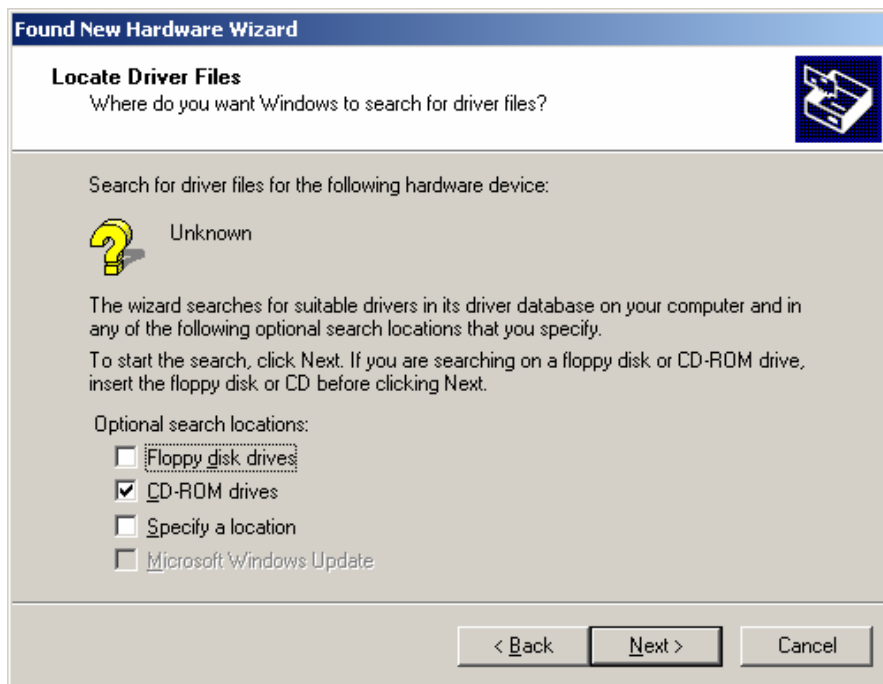 Found New Hardware Wizard
Locate Driver Files
Where do you want Windows to search for driver files?
Search for driver files for the following hardware device:
Unknown
The wizard searches for suitable drivers in its driver database on your computer and in
any of the following optional search locations that you specify.
To start the search, click Next. If you are searching on a floppy disk or CD-ROM drive,
insert the floppy disk or CD before clicking Next.
Optional search locations:
Floppy disk drives
CD-ROM drives
Specify a location
Microsoft Windows Update
< Back Next > Cancel